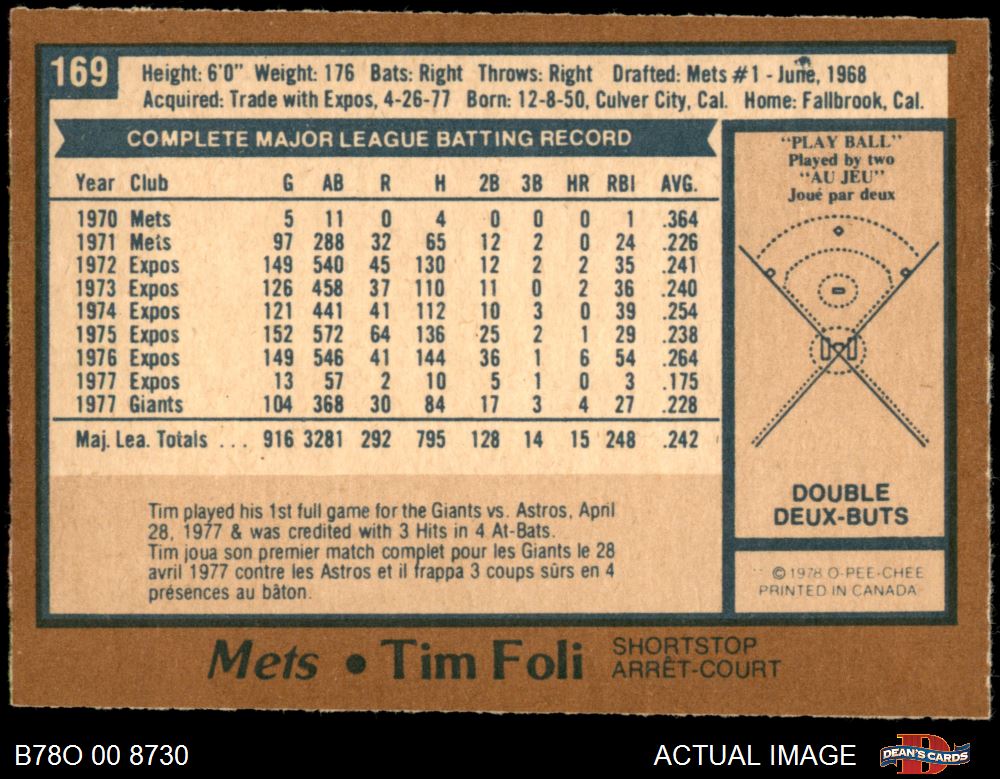 169
Height: 6'0" Weight: 176 Bats: Right Throws: Right Drafted: Mets #1 - June, 1968
Acquired: Trade with Expos, 4-26-77 Born: 12-8-50, Culver City, Cal. Home: Fallbrook, Cal.
COMPLETE MAJOR LEAGUE BATTING RECORD
Year Club G AB R H 2B 3B HR RBI AVG.
1970 Mets 5 11 0 4 0 0 0 1 .364
1971 Mets 97 288 32 65 12 2 0 24 .226
1972 Expos 149 540 45 130 12 2 2 35 .241
1973 Expos 126 458 37 110 11 0 2 36 .240
1974 Expos 121 441 41 112 10 3 0 39 .254
1975 Expos 152 572 64 136 25 2 1 29 .238
1976 Expos 149 546 41 144 36 1 6 54 .264
1977 Expos 13 57 2 10 5 1 0 3 .175
1977 Giants 104 368 30 84 17 3 4 27 .228
Maj. Lea. Totals ... 916 3281 292 795 128 14 15 248 .242
Tim played his 1st full game for the Giants vs. Astros, April
28, 1977 & was credited with 3 Hits in 4 At-Bats.
Tim joua son premier match complet pour les Giants le 28
avril 1977 contre les Astros et il frappa 3 coups sûrs en 4
présences au bâton.
"PLAY BALL"
Played by two
"AU JEU"
Joué par deux
DOUBLE
DEUX-BUTS
© 1978 O-PEE-CHEE
PRINTED IN CANADA
Mets • Tim Foli SHORTSTOP
ARRÊT-COURT
B78O 00 8730
ACTUAL IMAGE
D
DEAN'S CARDS